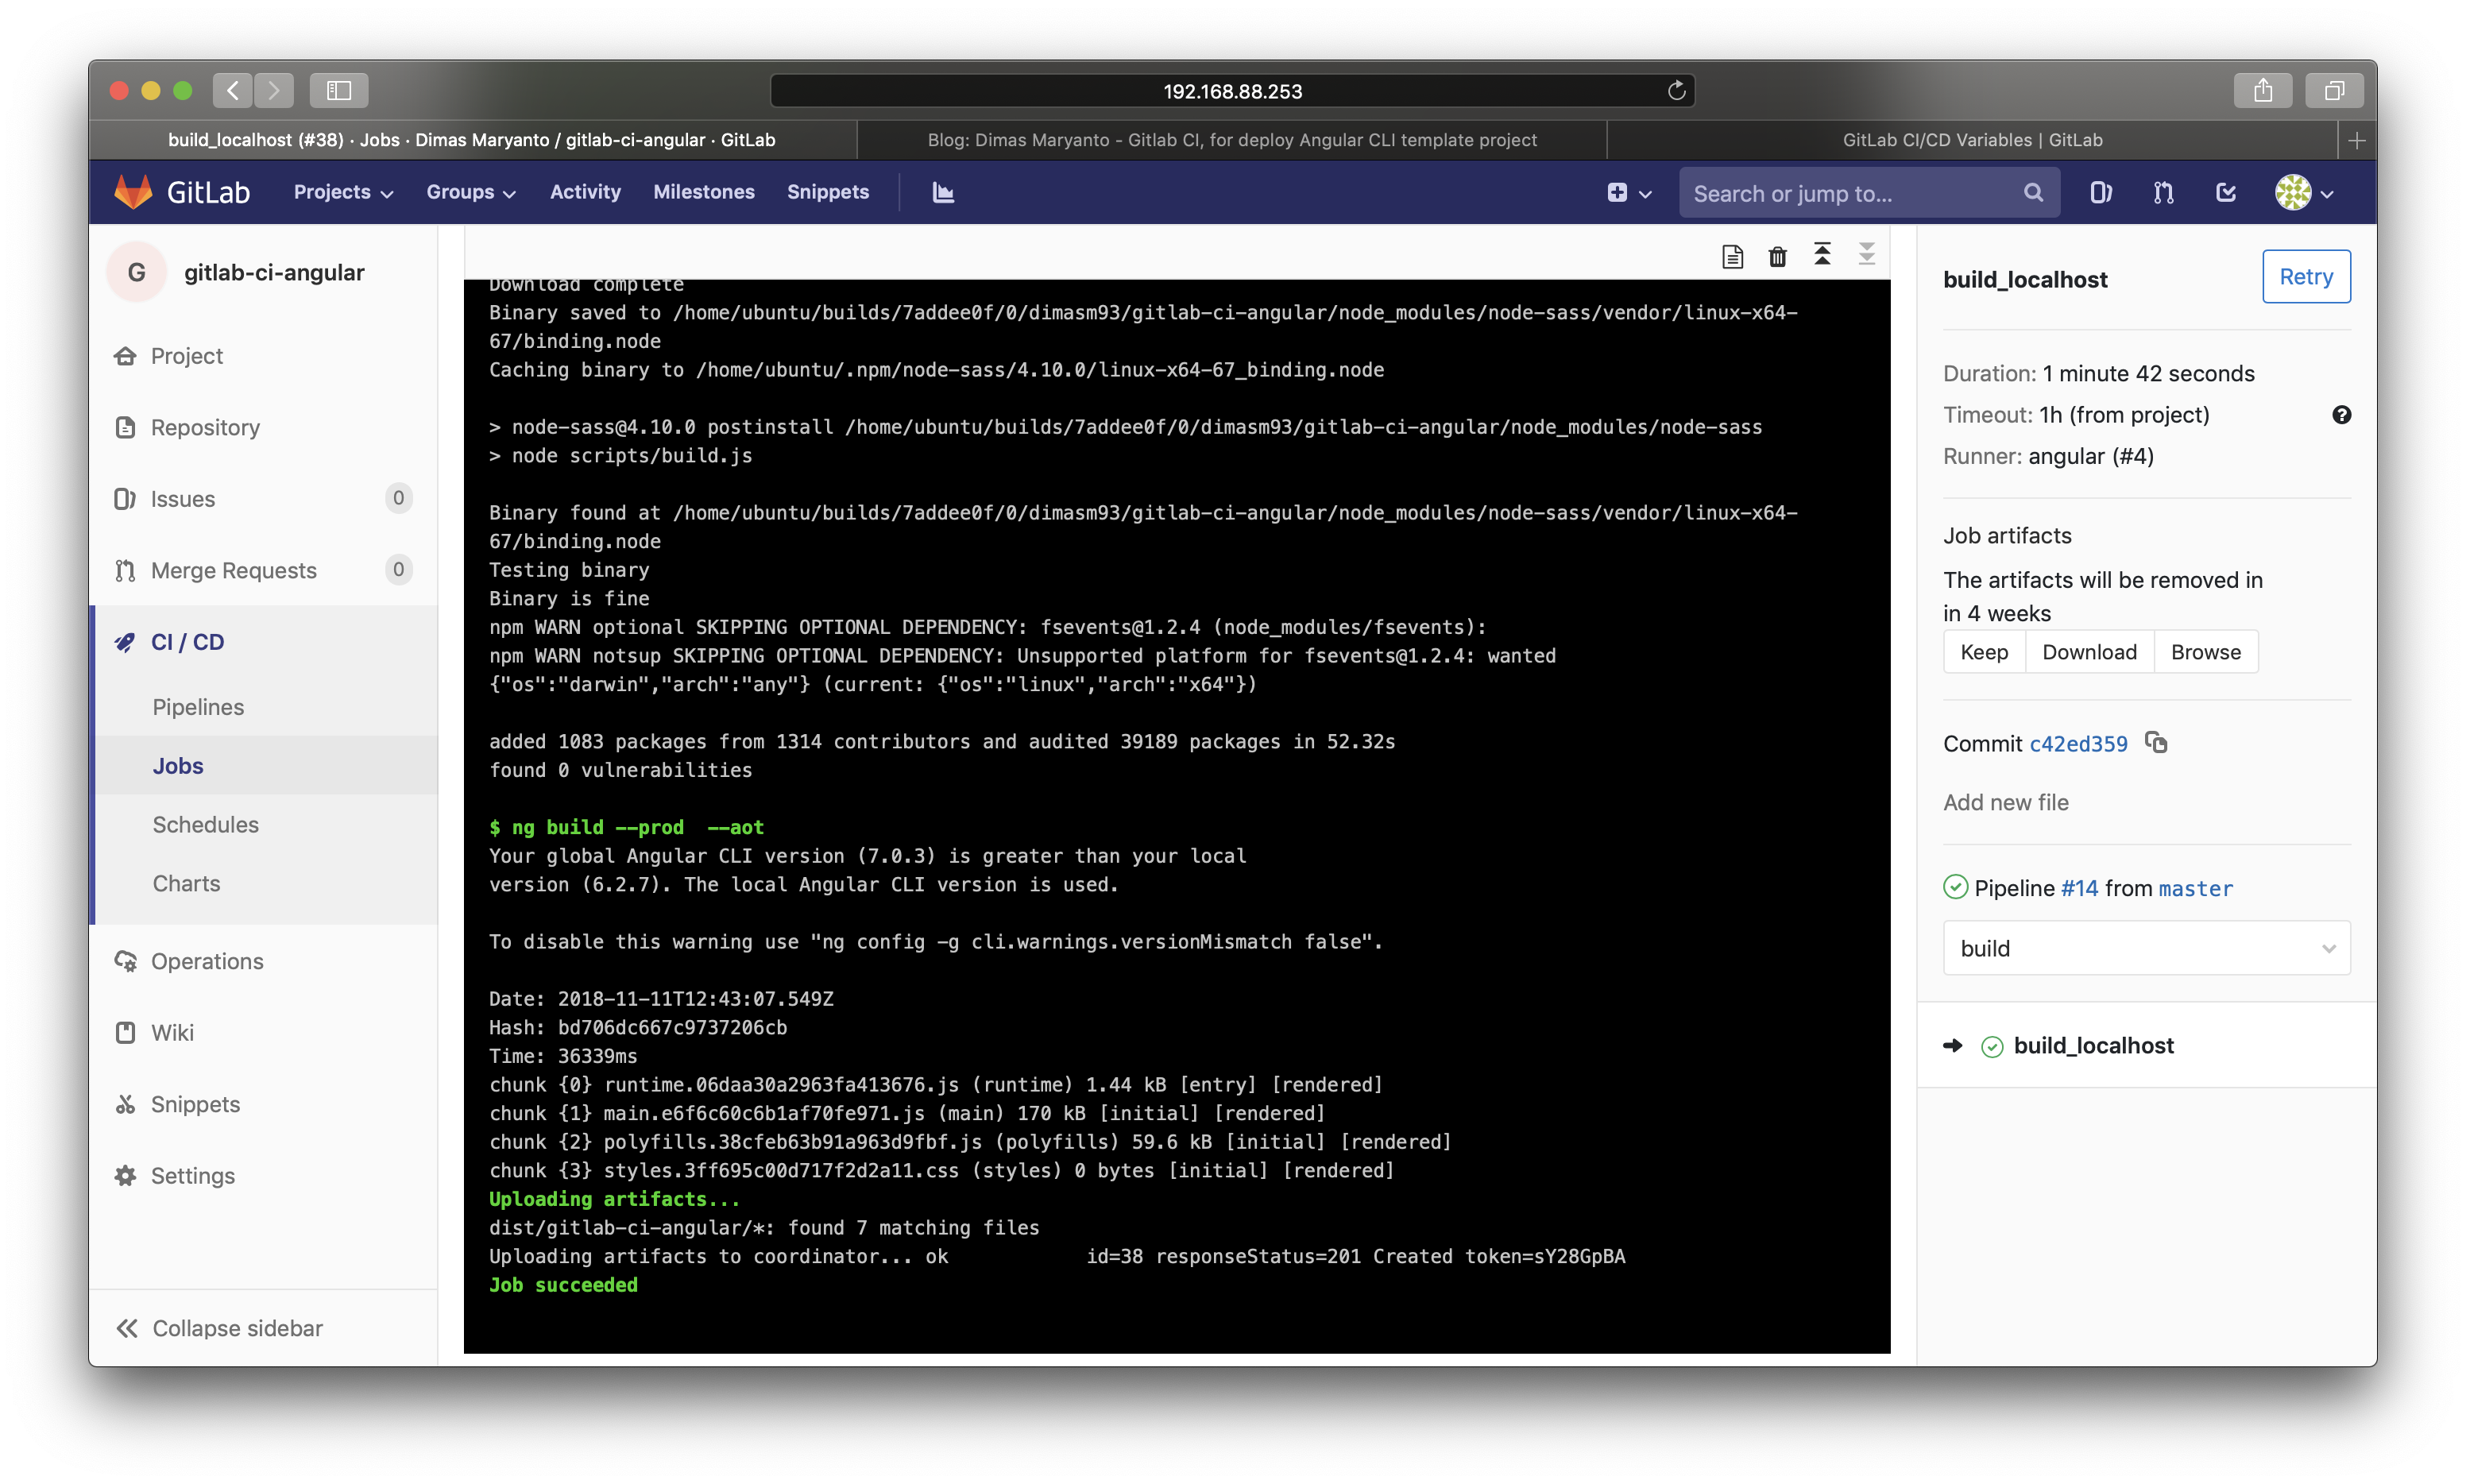 192.168.88.253
build_localhost (#38) · Jobs · Dimas Maryanto / gitlab-ci-angular · GitLab
Blog: Dimas Maryanto - Gitlab CI, for deploy Angular CLI template project
GitLab CI/CD Variables | GitLab
GitLab
Projects
Groups
Activity
Milestones
Snippets
Search or jump to...
G
gitlab-ci-angular
Project
Repository
Issues 0
Merge Requests 0
CI / CD
Pipelines
Jobs
Schedules
Charts
Operations
Wiki
Snippets
Settings
Collapse sidebar
Download complete
Binary saved to /home/ubuntu/builds/7addee0f/0/dimasm93/gitlab-ci-angular/node_modules/node-sass/vendor/linux-x64-
67/binding.node
Caching binary to /home/ubuntu/.npm/node-sass/4.10.0/linux-x64-67_binding.node
> node-sass@4.10.0 postinstall /home/ubuntu/builds/7addee0f/0/dimasm93/gitlab-ci-angular/node_modules/node-sass
> node scripts/build.js
Binary found at /home/ubuntu/builds/7addee0f/0/dimasm93/gitlab-ci-angular/node_modules/node-sass/vendor/linux-x64-
67/binding.node
Testing binary
Binary is fine
npm WARN optional SKIPPING OPTIONAL DEPENDENCY: fsevents@1.2.4 (node_modules/fsevents):
npm WARN notsup SKIPPING OPTIONAL DEPENDENCY: Unsupported platform for fsevents@1.2.4: wanted
{"os":"darwin","arch":"any"} (current: {"os":"linux","arch":"x64"})
added 1083 packages from 1314 contributors and audited 39189 packages in 52.32s
found 0 vulnerabilities
$ ng build --prod  --aot
Your global Angular CLI version (7.0.3) is greater than your local
version (6.2.7). The local Angular CLI version is used.
To disable this warning use "ng config -g cli.warnings.versionMismatch false".
Date: 2018-11-11T12:43:07.549Z
Hash: bd706dc667c9737206cb
Time: 36339ms
chunk {0} runtime.06daa30a2963fa413676.js (runtime) 1.44 kB [entry] [rendered]
chunk {1} main.e6f6c60c6b1af70fe971.js (main) 170 kB [initial] [rendered]
chunk {2} polyfills.38cfeb63b91a963d9fbf.js (polyfills) 59.6 kB [initial] [rendered]
chunk {3} styles.3ff695c00d717f2d2a11.css (styles) 0 bytes [initial] [rendered]
Uploading artifacts...
dist/gitlab-ci-angular/*: found 7 matching files
Uploading artifacts to coordinator... ok            id=38 responseStatus=201 Created token=sY28GpBA
Job succeeded
build_localhost
Retry
Duration: 1 minute 42 seconds
Timeout: 1h (from project)
Runner: angular (#4)
Job artifacts
The artifacts will be removed in
in 4 weeks
Keep
Download
Browse
Commit c42ed359
Add new file
Pipeline #14 from master
build
build_localhost